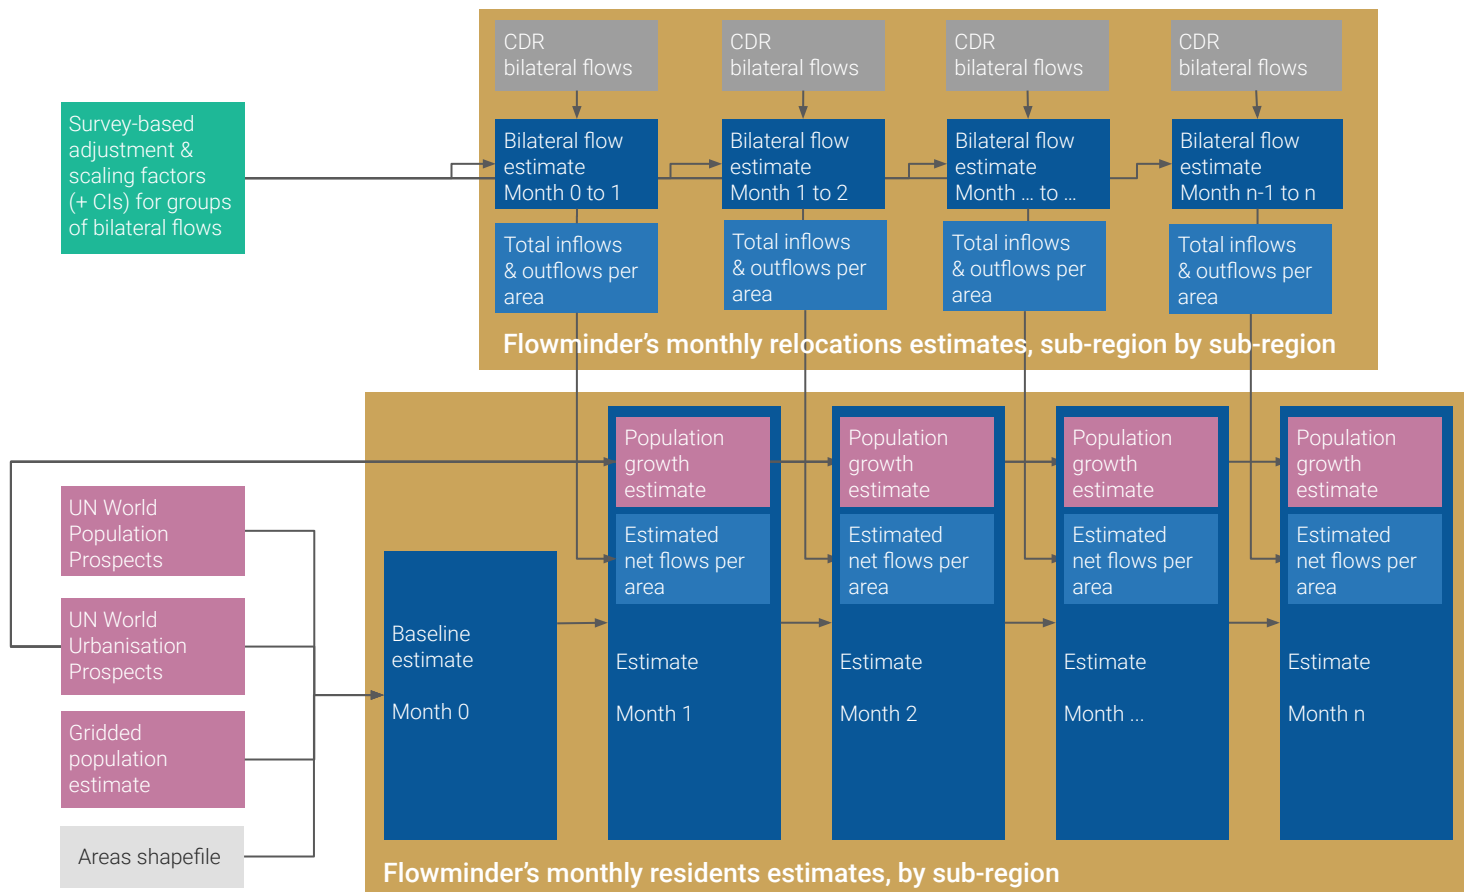 CDR
bilateral flows
CDR
bilateral flows
CDR
bilateral flows
CDR
bilateral flows
Survey-based
adjustment &
scaling factors
(+ CIs) for groups
of bilateral flows
Bilateral flow
estimate
Month 0 to 1
Bilateral flow
estimate
Month 1 to 2
Bilateral flow
estimate
Month ... to ...
Bilateral flow
estimate
Month n-1 to n
Total inflows
& outflows per
area
Total inflows
& outflows per
area
Total inflows
& outflows per
area
Total inflows
& outflows per
area
Flowminder's monthly relocations estimates, sub-region by sub-region
Population
growth
estimate
Population
growth
estimate
Population
growth
estimate
Population
growth
estimate
UN World
Population
Prospects
Estimated
net flows per
area
Estimated
net flows per
area
Estimated
net flows per
area
Estimated
net flows per
area
UN World
Urbanisation
Prospects
Baseline
estimate
Month 0
Estimate
Month 1
Estimate
Month 2
Estimate
Month ...
Estimate
Month n
Gridded
population
estimate
Areas shapefile
Flowminder's monthly residents estimates, by sub-region